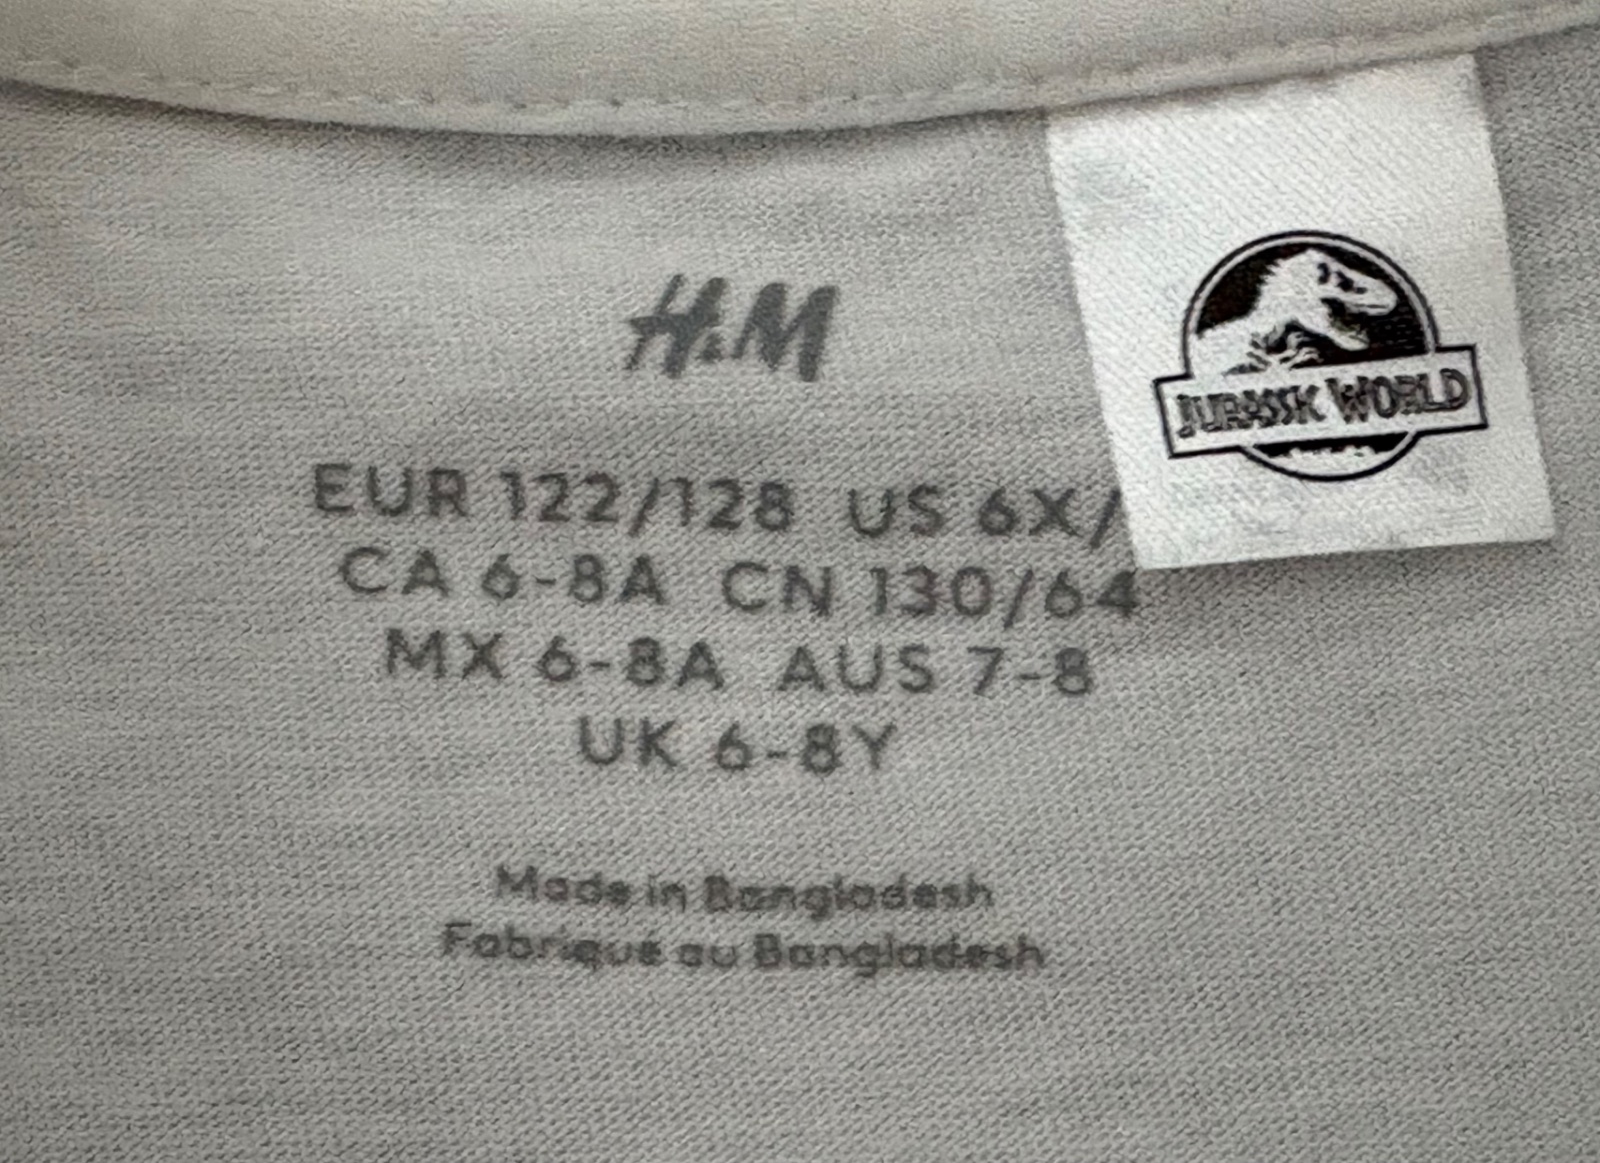 H&M
JURASSIC WORLD
EUR 122/128 US 6X/
CA 6-8A CN 130/64
MX 6-8A AUS 7-8
UK 6-8Y
Made in Bangladesh
Fabriqué au Bangladesh